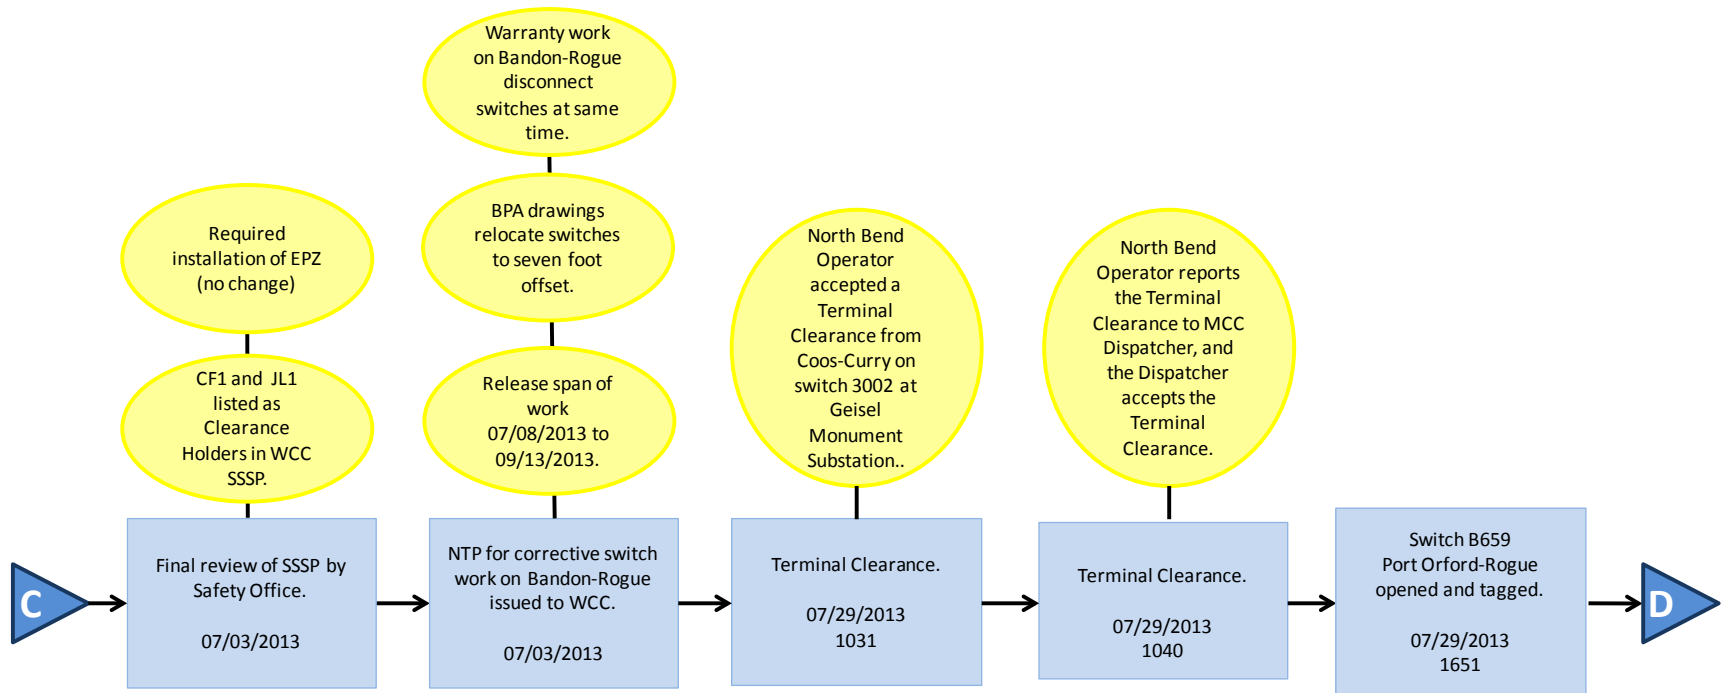 Warranty work
on Bandon-Rogue
disconnect
switches at same
time.
Required
installation of EPZ
(no change)
BPA drawings
relocate switches
to seven foot
offset.
North Bend
Operator
accepted a
Terminal
Clearance from
Coos-Curry on
switch 3002 at
Geisel
Monument
Substation..
North Bend
Operator reports
the Terminal
Clearance to MCC
Dispatcher, and
the Dispatcher
accepts the
Terminal
Clearance.
CF1 and JL1
listed as
Clearance
Holders in WCC
SSSP.
Release span of
work
07/08/2013 to
09/13/2013.
C
Final review of SSSP by
Safety Office.
07/03/2013
NTP for corrective switch
work on Bandon-Rogue
issued to WCC.
07/03/2013
Terminal Clearance.
07/29/2013
1031
Terminal Clearance.
07/29/2013
1040
Switch B659
Port Orford-Rogue
opened and tagged.
07/29/2013
1651
D